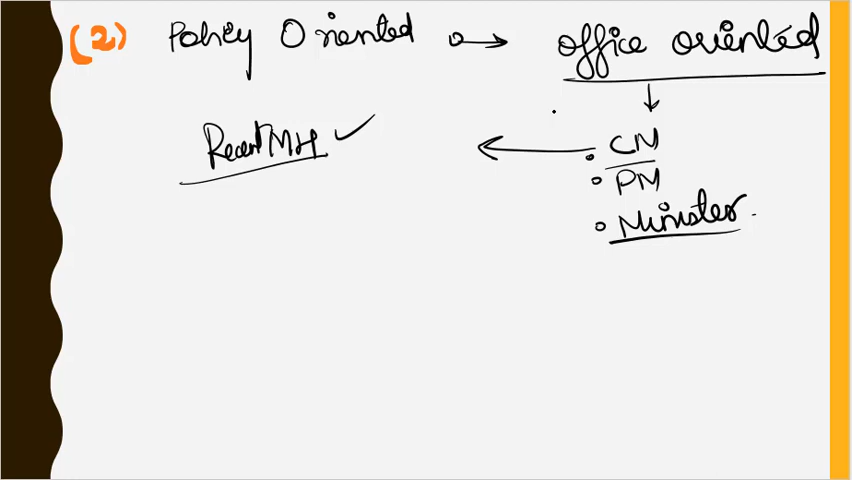 (2) Policy Oriented → office oriented
Recent MH ✓
• CM
• PM
• Minister